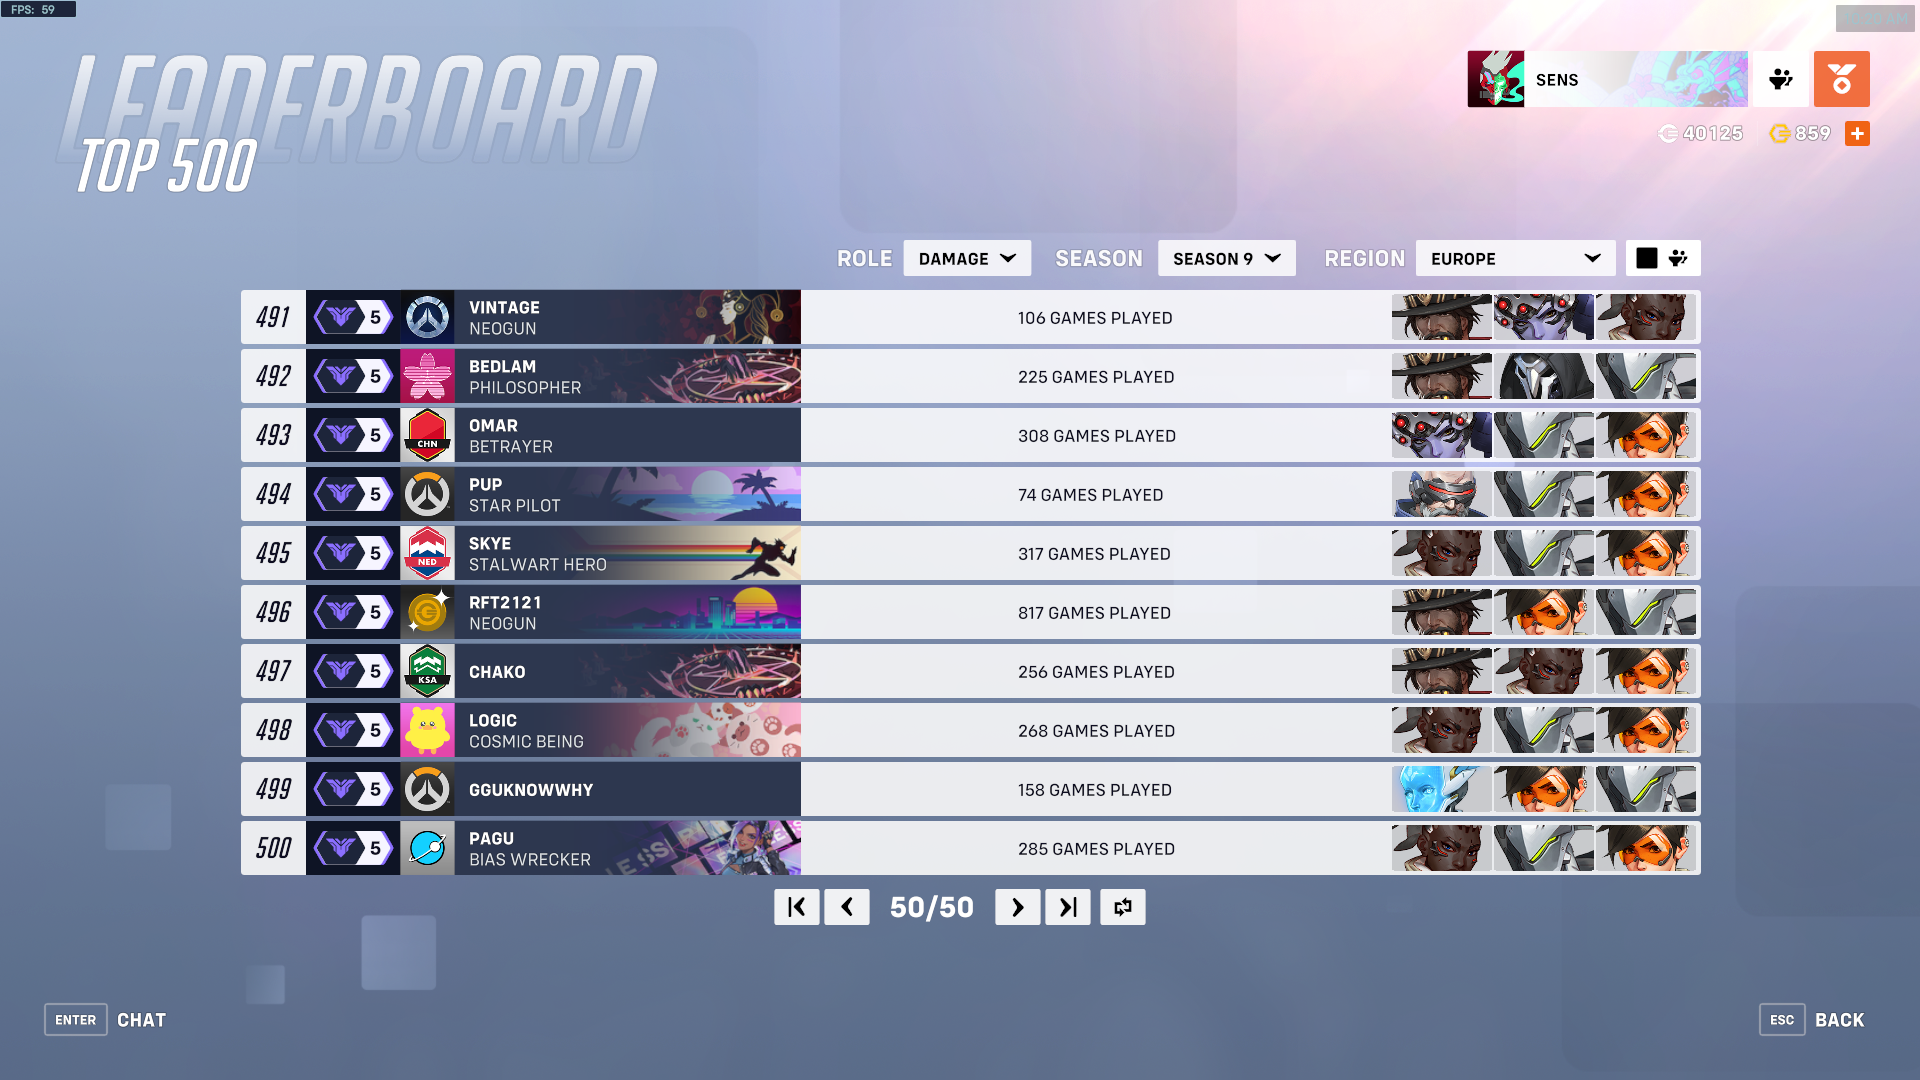 FPS: 59
LEADERBOARD
TOP 500
SENS
40125 859
ROLE DAMAGE SEASON SEASON 9 REGION EUROPE
491 5 VINTAGE NEOGUN 106 GAMES PLAYED
492 5 BEDLAM PHILOSOPHER 225 GAMES PLAYED
493 5 CHN OMAR BETRAYER 308 GAMES PLAYED
494 5 PUP STAR PILOT 74 GAMES PLAYED
495 5 NED SKYE STALWART HERO 317 GAMES PLAYED
496 5 RFT2121 NEOGUN 817 GAMES PLAYED
497 5 KSA CHAKO 256 GAMES PLAYED
498 5 LOGIC COSMIC BEING 268 GAMES PLAYED
499 5 GGUKNOWWHY 158 GAMES PLAYED
500 5 PAGU BIAS WRECKER 285 GAMES PLAYED
50/50
ENTER CHAT
ESC BACK